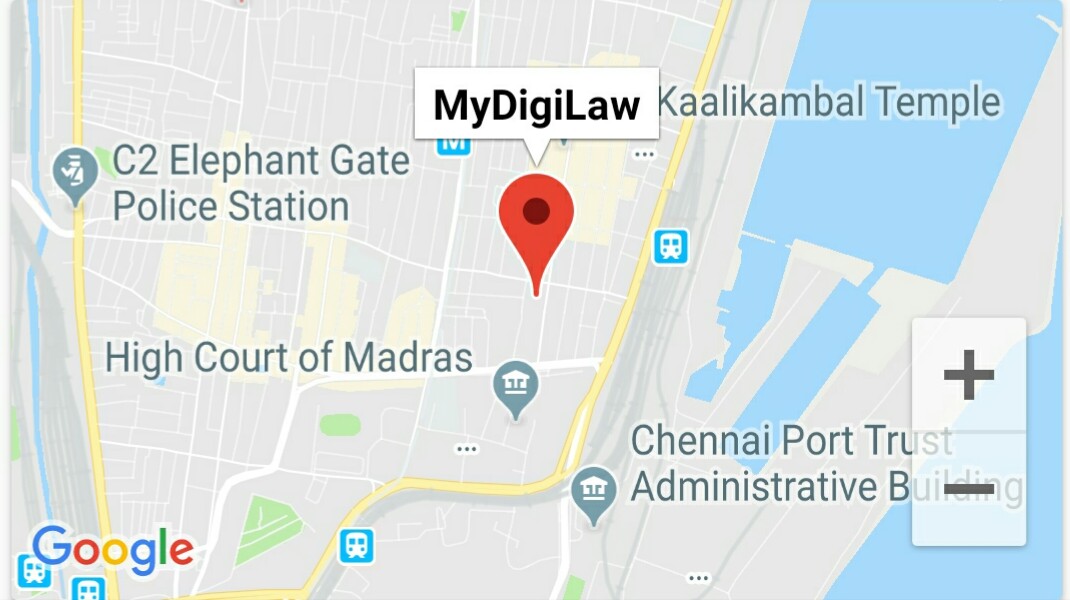 MyDigiLaw
Kaalikambal Temple
C2 Elephant Gate
Police Station
High Court of Madras
Chennai Port Trust
Administrative Building
Google